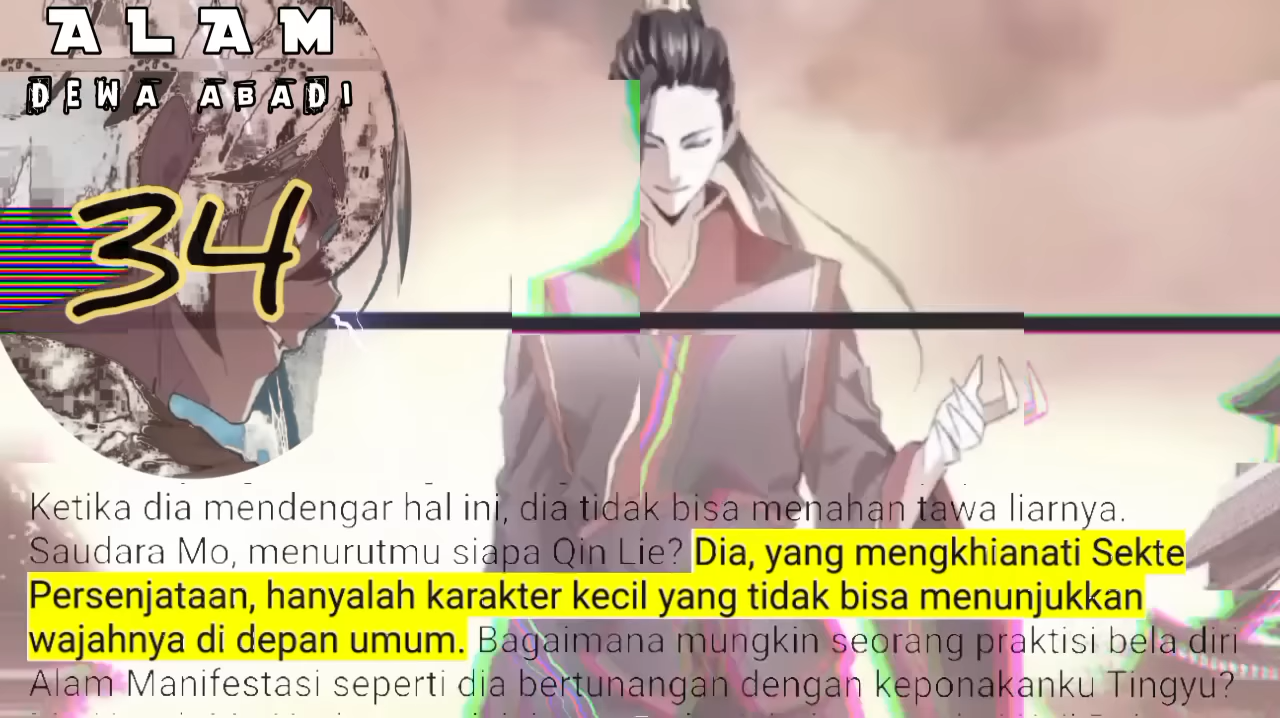 ALAM
DEWA ABADI
34
Ketika dia mendengar hal ini, dia tidak bisa menahan tawa liarnya.
Saudara Mo, menurutmu siapa Qin Lie? Dia, yang mengkhianati Sekte
Persenjataan, hanyalah karakter kecil yang tidak bisa menunjukkan
wajahnya di depan umum. Bagaimana mungkin seorang praktisi bela diri
Alam Manifestasi seperti dia bertunangan dengan keponakanku Tingyu?